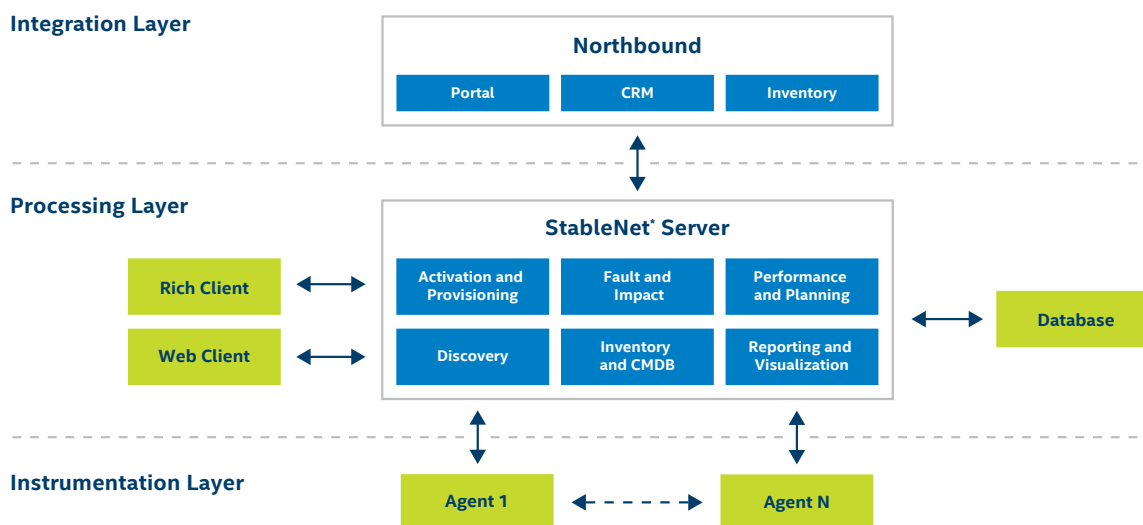 Integration Layer
Northbound
Portal
CRM
Inventory
Processing Layer
StableNet* Server
Rich Client
Web Client
Activation and
Provisioning
Fault and
Impact
Performance
and Planning
Discovery
Inventory
and CMDB
Reporting and
Visualization
Database
Instrumentation Layer
Agent 1
Agent N